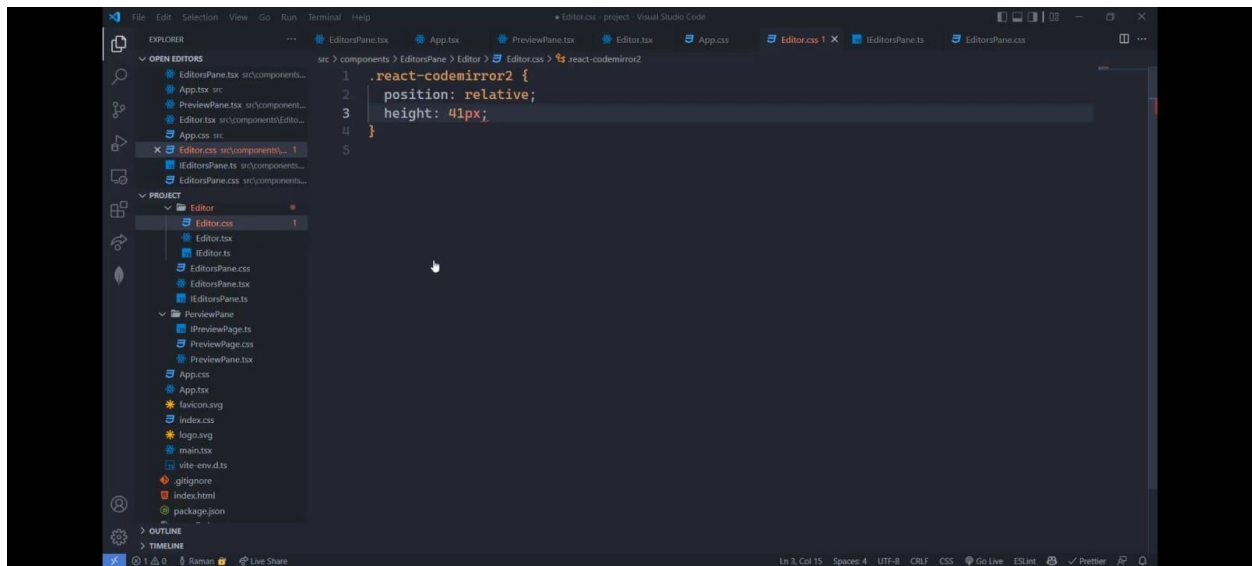 File Edit Selection View Go Run Terminal Help
● Editor.css - project - Visual Studio Code
EXPLORER
EditorsPane.tsx App.tsx PreviewPane.tsx Editor.tsx App.css Editor.css 1 IEditorsPane.ts EditorsPane.css
OPEN EDITORS
EditorsPane.tsx src\components...
App.tsx src
PreviewPane.tsx src\component...
Editor.tsx src\components\Edito...
App.css src
Editor.css src\components\... 1
IEditorsPane.ts src\components...
EditorsPane.css src\components...
PROJECT
Editor
Editor.css 1
Editor.tsx
IEditor.ts
EditorsPane.css
EditorsPane.tsx
IEditorsPane.ts
PerviewPane
IPreviewPage.ts
PreviewPage.css
PreviewPane.tsx
App.css
App.tsx
favicon.svg
index.css
logo.svg
main.tsx
vite-env.d.ts
.gitignore
index.html
package.json
OUTLINE
TIMELINE
src > components > EditorsPane > Editor > Editor.css > .react-codemirror2
1 .react-codemirror2 {
2 position: relative;
3 height: 41px;
4 }
5
1 0 Raman Live Share
Ln 3, Col 15 Spaces: 4 UTF-8 CRLF CSS Go Live ESLint Prettier